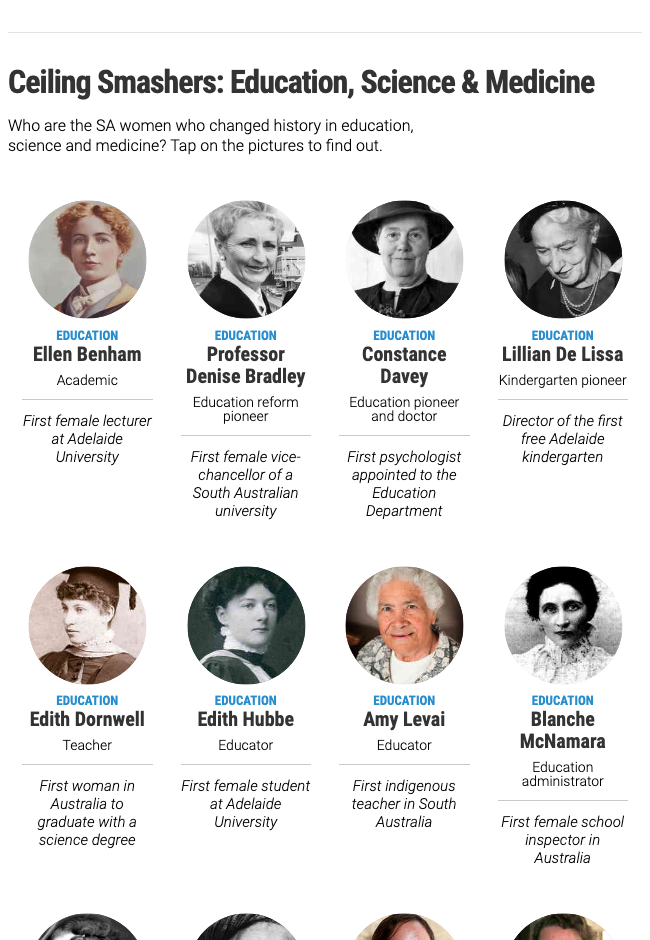 Ceiling Smashers: Education, Science & Medicine
Who are the SA women who changed history in education,
science and medicine? Tap on the pictures to find out.
EDUCATION
Ellen Benham
Academic
First female lecturer
at Adelaide
University
EDUCATION
Professor
Denise Bradley
Education reform
pioneer
First female vice-
chancellor of a
South Australian
university
EDUCATION
Constance
Davey
Education pioneer
and doctor
First psychologist
appointed to the
Education
Department
EDUCATION
Lillian De Lissa
Kindergarten pioneer
Director of the first
free Adelaide
kindergarten
EDUCATION
Edith Dornwell
Teacher
First woman in
Australia to
graduate with a
science degree
EDUCATION
Edith Hubbe
Educator
First female student
at Adelaide
University
EDUCATION
Amy Levai
Educator
First indigenous
teacher in South
Australia
EDUCATION
Blanche
McNamara
Education
administrator
First female school
inspector in
Australia